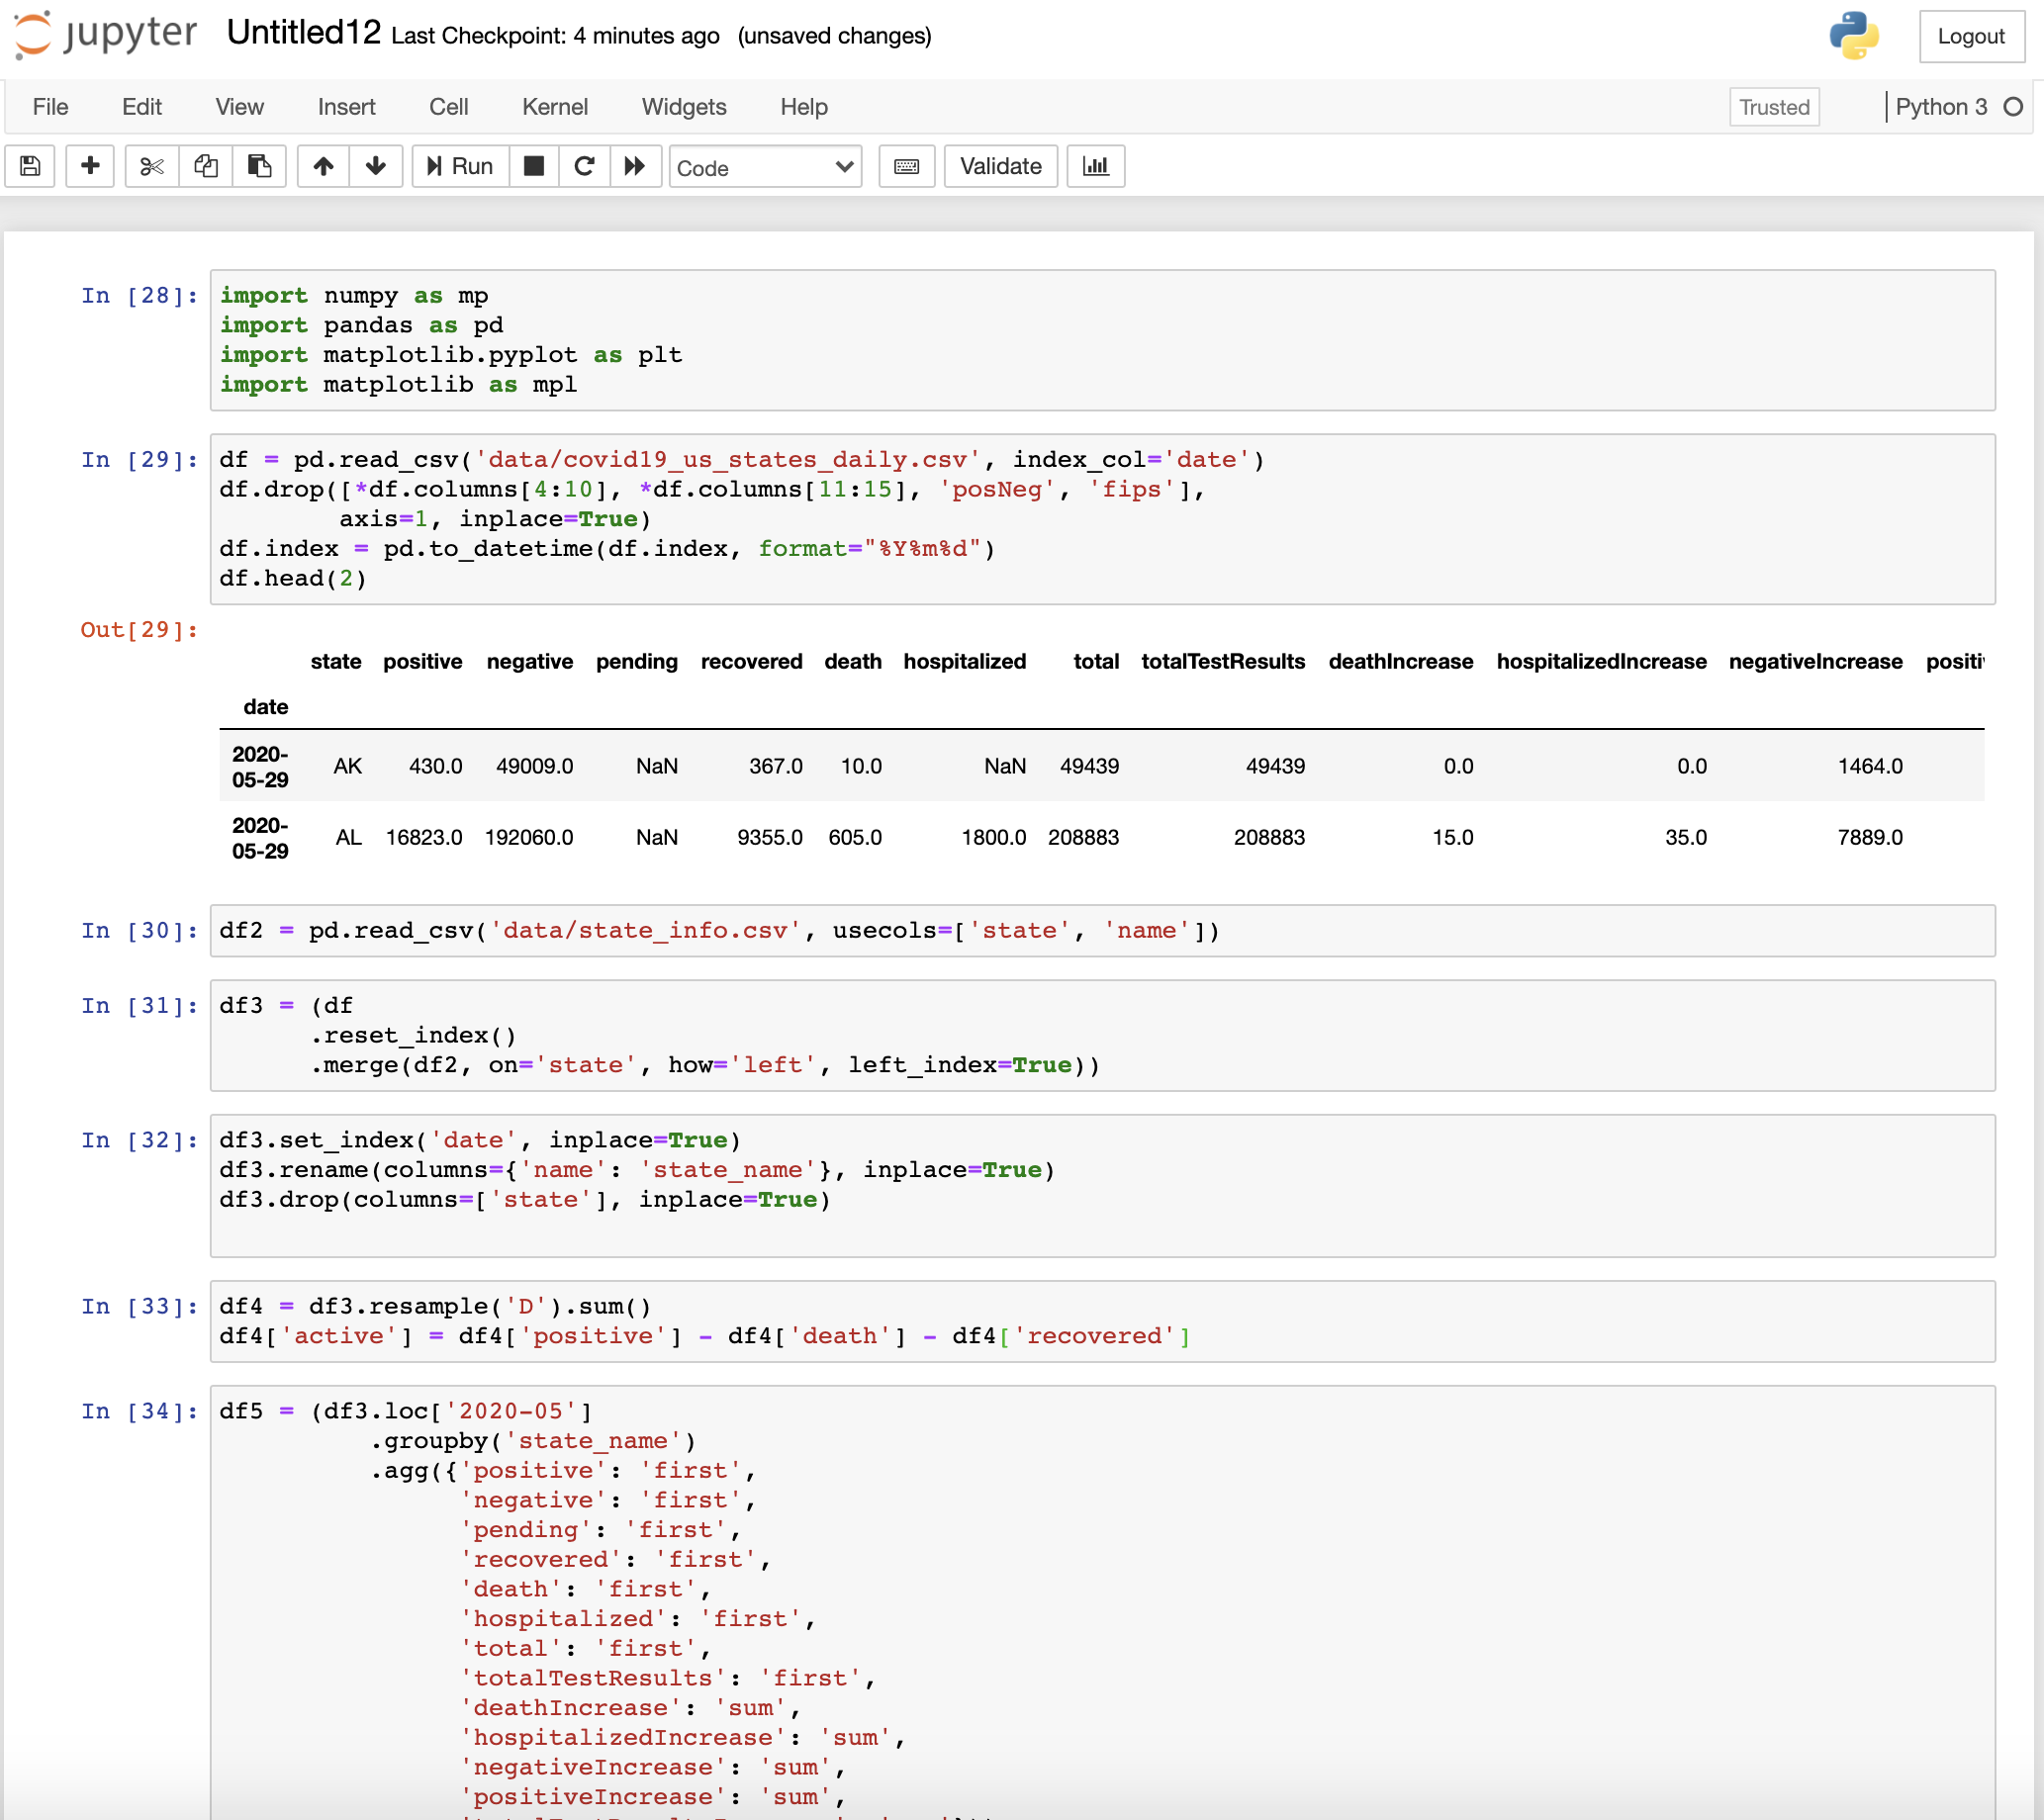 jupyter Untitled12 Last Checkpoint: 4 minutes ago (unsaved changes) Logout
File Edit View Insert Cell Kernel Widgets Help Trusted Python 3
Run Code Validate
In [28]: import numpy as mp
import pandas as pd
import matplotlib.pyplot as plt
import matplotlib as mpl
In [29]: df = pd.read_csv('data/covid19_us_states_daily.csv', index_col='date')
df.drop([*df.columns[4:10], *df.columns[11:15], 'posNeg', 'fips'],
axis=1, inplace=True)
df.index = pd.to_datetime(df.index, format="%Y%m%d")
df.head(2)
Out[29]:
state positive negative pending recovered death hospitalized total totalTestResults deathIncrease hospitalizedIncrease negativeIncrease positi
date
2020-05-29 AK 430.0 49009.0 NaN 367.0 10.0 NaN 49439 49439 0.0 0.0 1464.0
2020-05-29 AL 16823.0 192060.0 NaN 9355.0 605.0 1800.0 208883 208883 15.0 35.0 7889.0
In [30]: df2 = pd.read_csv('data/state_info.csv', usecols=['state', 'name'])
In [31]: df3 = (df
.reset_index()
.merge(df2, on='state', how='left', left_index=True))
In [32]: df3.set_index('date', inplace=True)
df3.rename(columns={'name': 'state_name'}, inplace=True)
df3.drop(columns=['state'], inplace=True)
In [33]: df4 = df3.resample('D').sum()
df4['active'] = df4['positive'] - df4['death'] - df4['recovered']
In [34]: df5 = (df3.loc['2020-05']
.groupby('state_name')
.agg({'positive': 'first',
'negative': 'first',
'pending': 'first',
'recovered': 'first',
'death': 'first',
'hospitalized': 'first',
'total': 'first',
'totalTestResults': 'first',
'deathIncrease': 'sum',
'hospitalizedIncrease': 'sum',
'negativeIncrease': 'sum',
'positiveIncrease': 'sum',